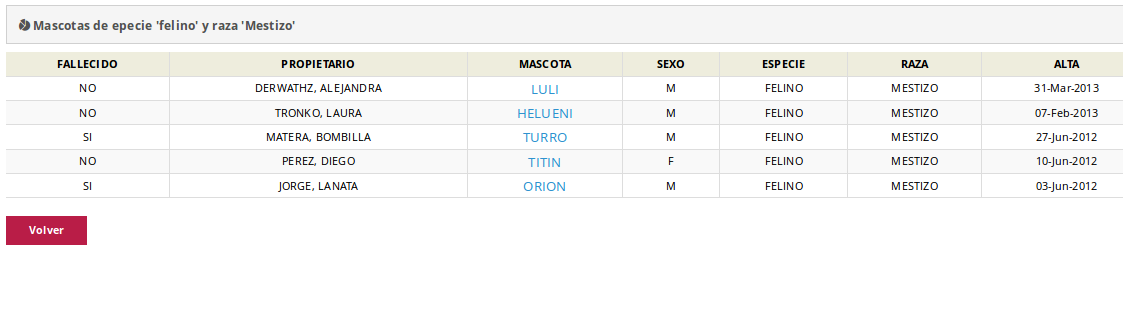 Mascotas de epecie 'felino' y raza 'Mestizo'
FALLECIDO PROPIETARIO MASCOTA SEXO ESPECIE RAZA ALTA
NO DERWATHZ, ALEJANDRA LULI M FELINO MESTIZO 31-Mar-2013
NO TRONKO, LAURA HELUENI M FELINO MESTIZO 07-Feb-2013
SI MATERA, BOMBILLA TURRO M FELINO MESTIZO 27-Jun-2012
NO PEREZ, DIEGO TITIN F FELINO MESTIZO 10-Jun-2012
SI JORGE, LANATA ORION M FELINO MESTIZO 03-Jun-2012
Volver